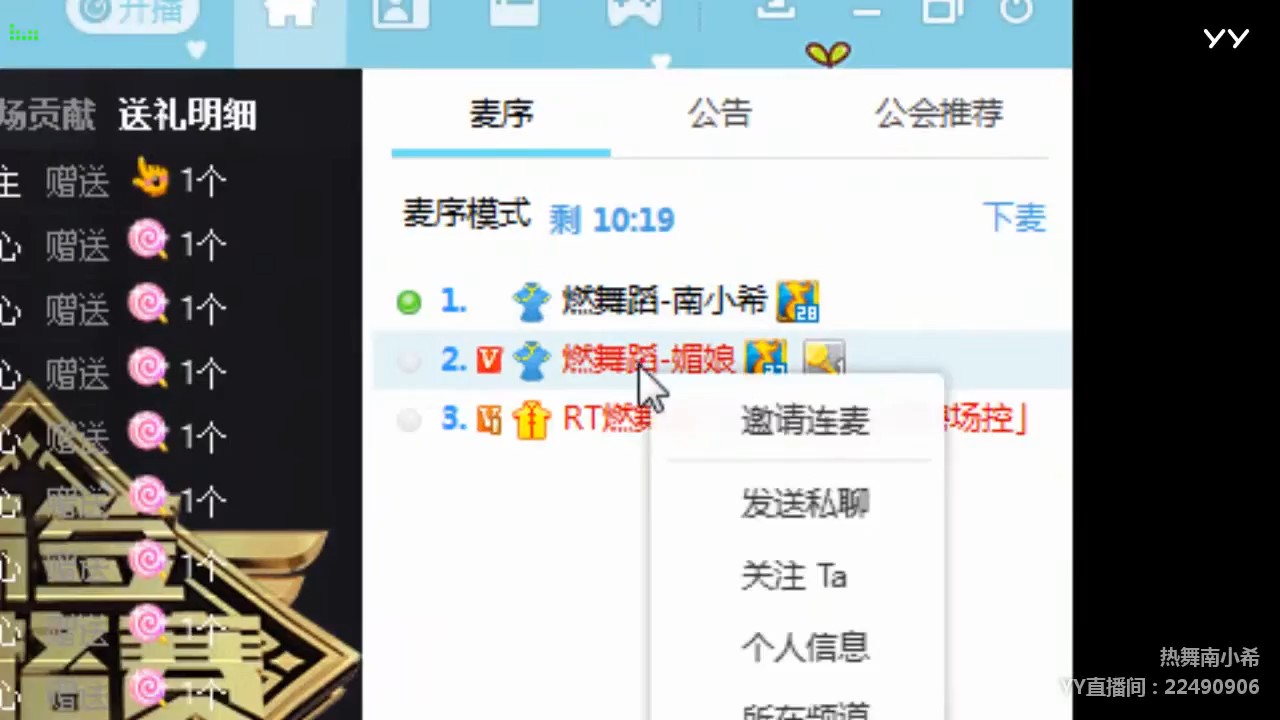 开播
YY
场贡献 送礼明细
麦序 公告 公会推荐
主 赠送 1个
麦序模式 剩 10:19 下麦
心 赠送 1个
心 赠送 1个
1. 燃舞蹈-南小希 28
心 赠送 1个
2. V 燃舞蹈-媚娘
心 赠送 1个
3. RT燃舞 场控」
邀请连麦
心 赠送 1个
发送私聊
心 赠送 1个
关注 Ta
心 赠送 1个
个人信息
心 赠送 1个
所在频道
热舞南小希
YY直播间：22490906